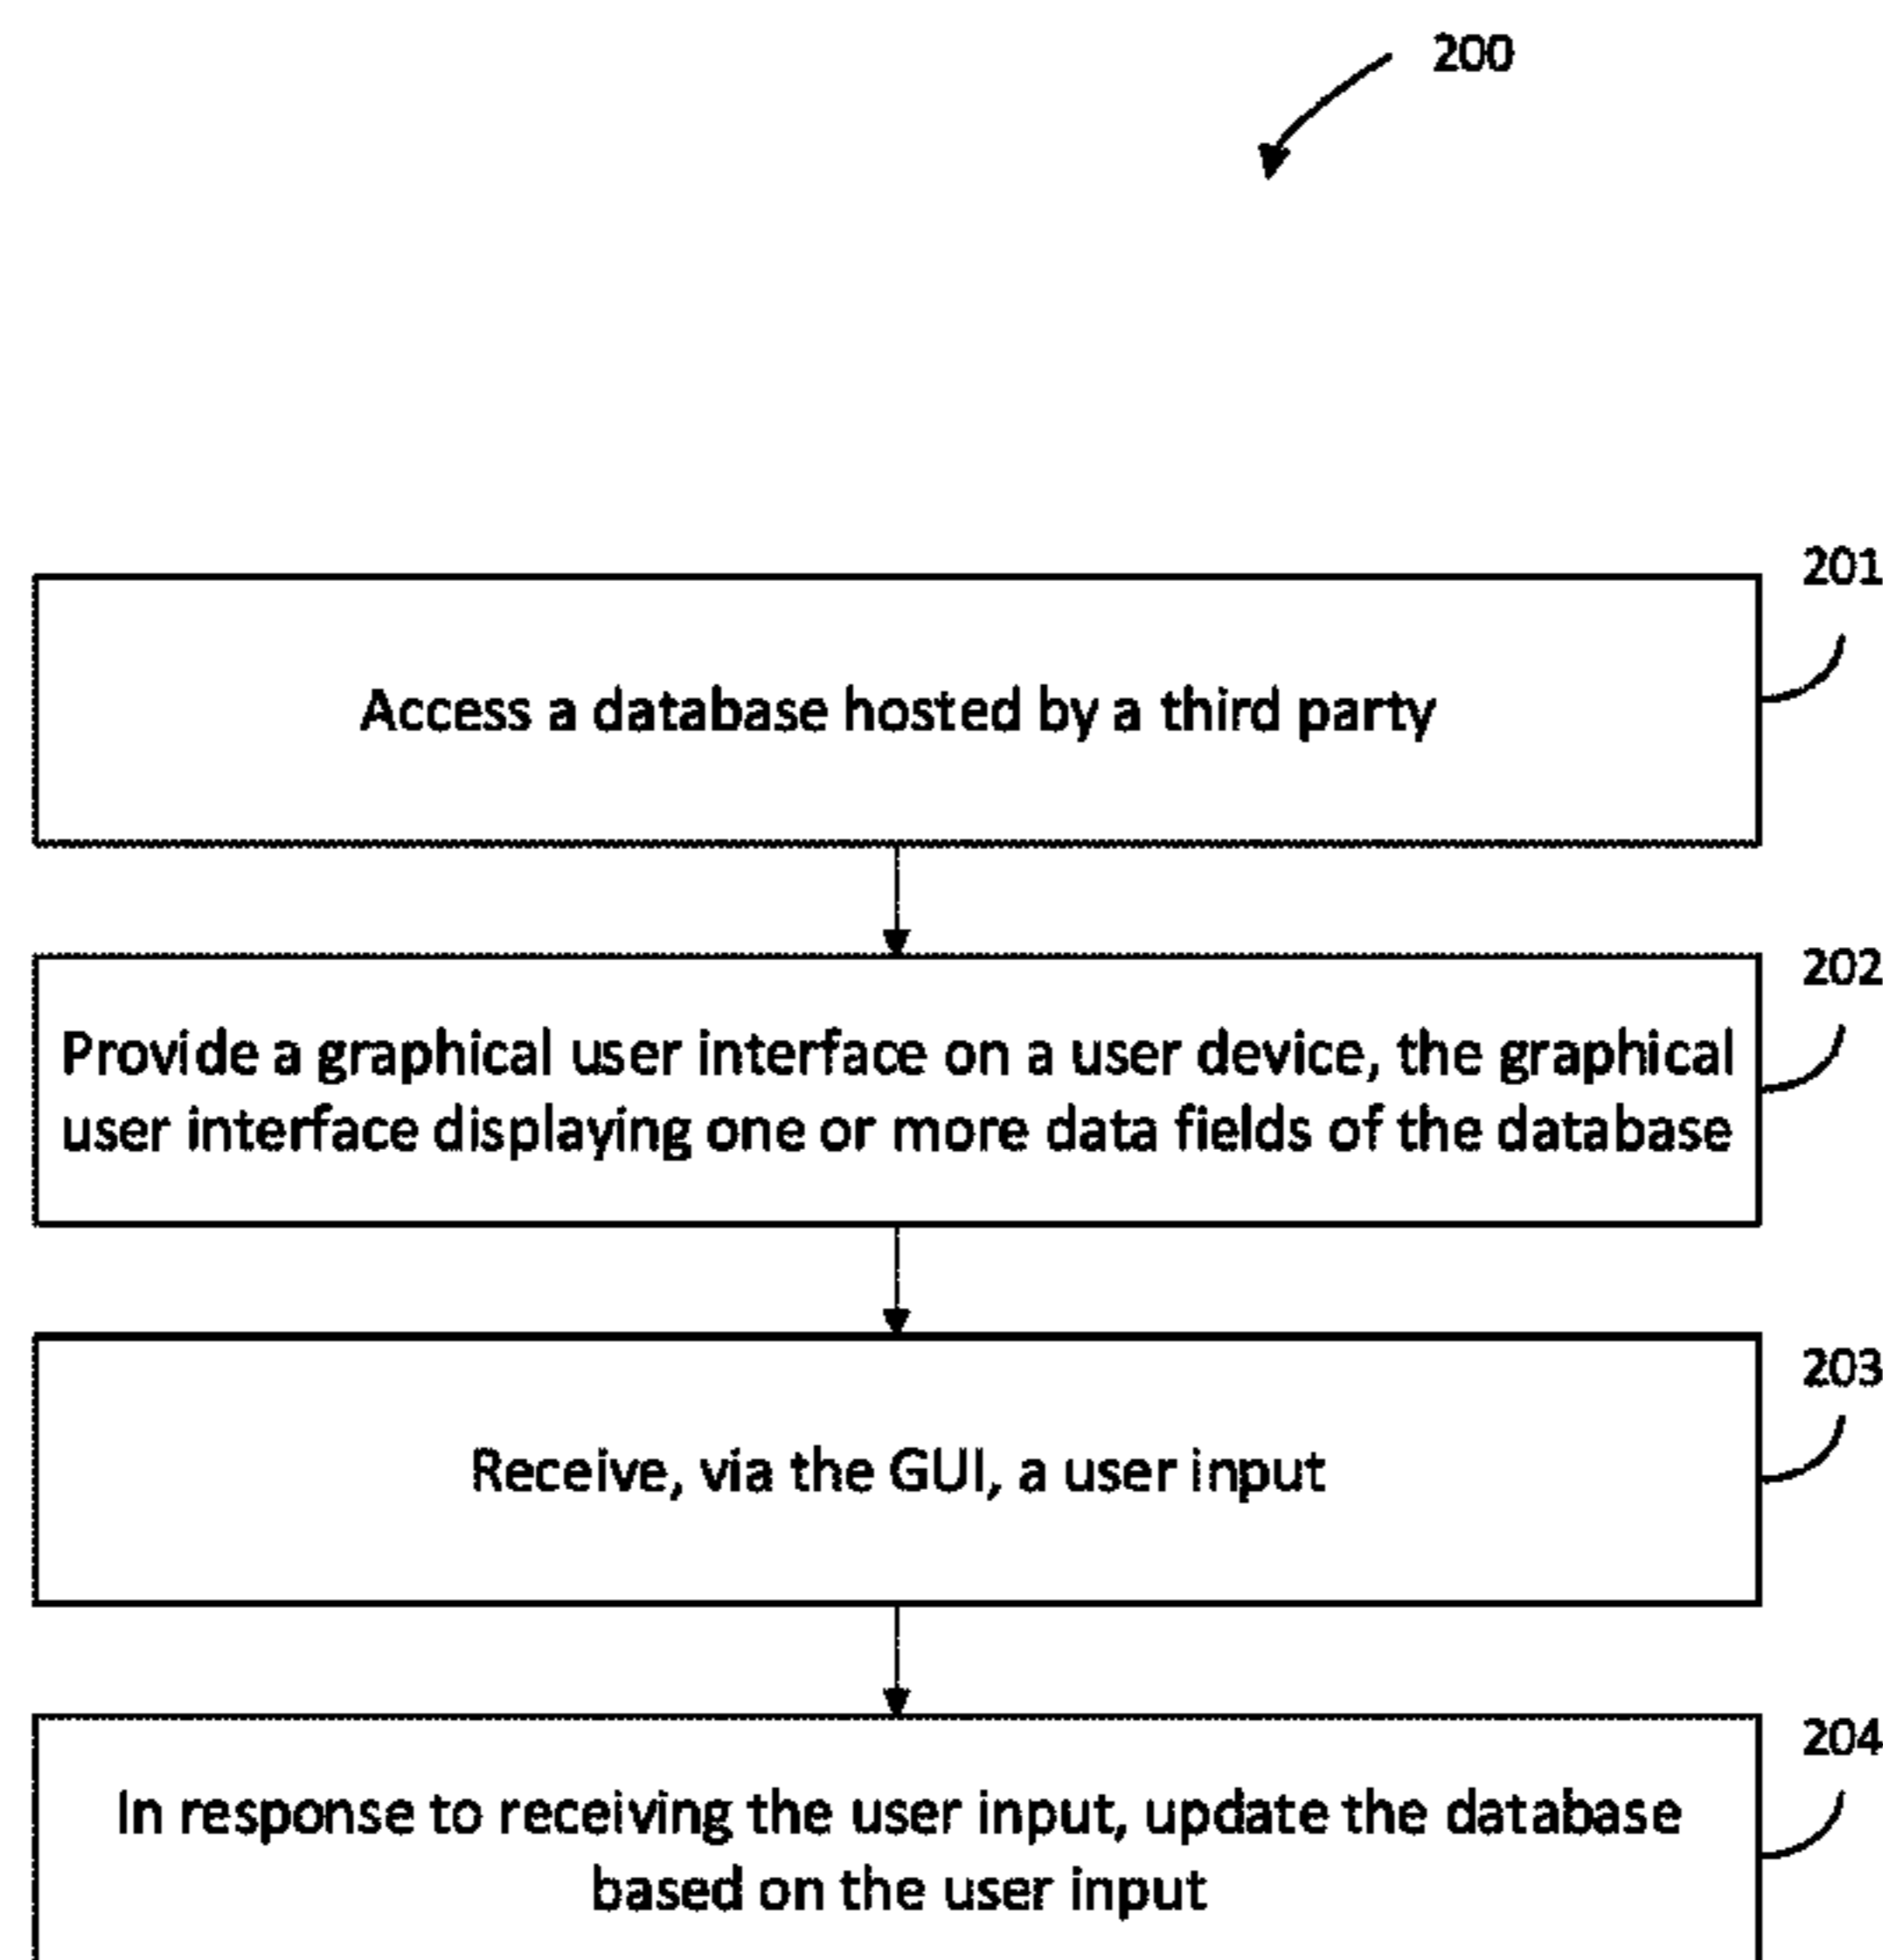 200
201
Access a database hosted by a third party
202
Provide a graphical user interface on a user device, the graphical
user interface displaying one or more data fields of the database
203
Receive, via the GUI, a user input
204
In response to receiving the user input, update the database
based on the user input